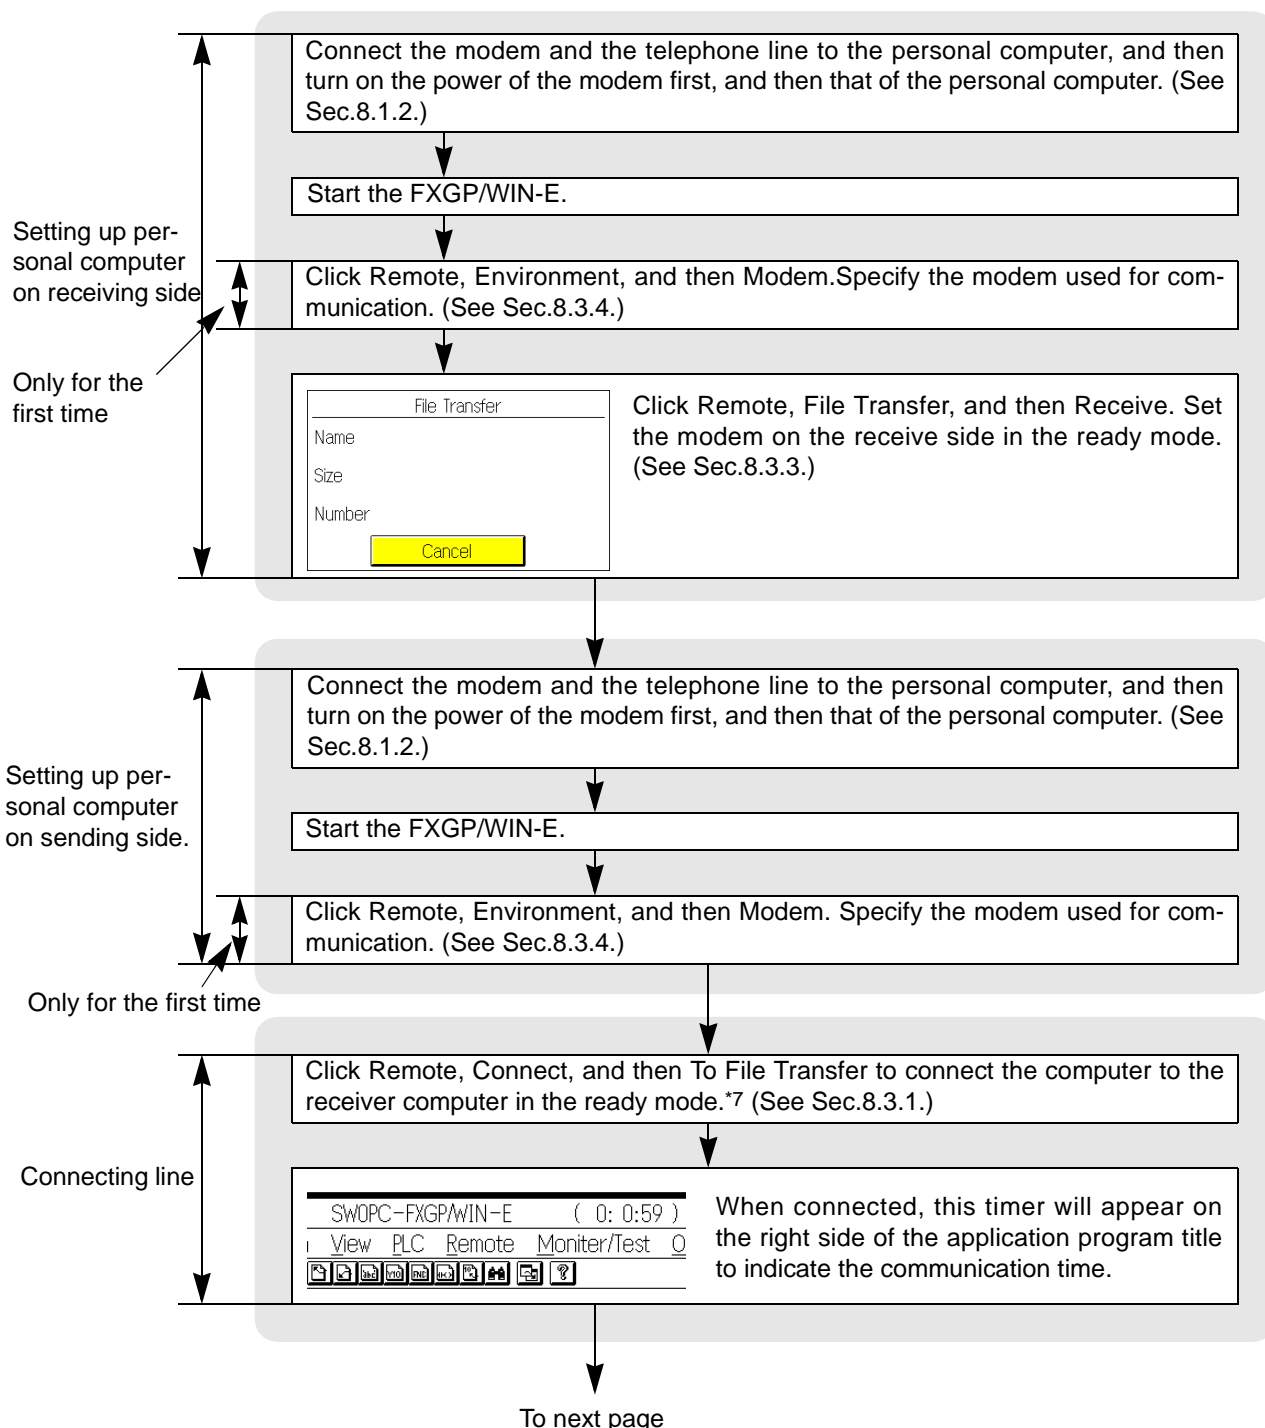 Connect the modem and the telephone line to the personal computer, and then
turn on the power of the modem first, and then that of the personal computer. (See
Sec.8.1.2.)
Start the FXGP/WIN-E.
Setting up per-
sonal computer
on receiving side
Click Remote, Environment, and then Modem.Specify the modem used for com-
munication. (See Sec.8.3.4.)
Only for the
first time
File Transfer
Name
Size
Number
Cancel
Click Remote, File Transfer, and then Receive. Set
the modem on the receive side in the ready mode.
(See Sec.8.3.3.)
Connect the modem and the telephone line to the personal computer, and then
turn on the power of the modem first, and then that of the personal computer. (See
Sec.8.1.2.)
Setting up per-
sonal computer
on sending side.
Start the FXGP/WIN-E.
Click Remote, Environment, and then Modem. Specify the modem used for com-
munication. (See Sec.8.3.4.)
Only for the first time
Click Remote, Connect, and then To File Transfer to connect the computer to the
receiver computer in the ready mode.*7 (See Sec.8.3.1.)
Connecting line
SW0PC-FXGP/WIN-E ( 0: 0:59 )
View PLC Remote Moniter/Test O
When connected, this timer will appear on
the right side of the application program title
to indicate the communication time.
To next page